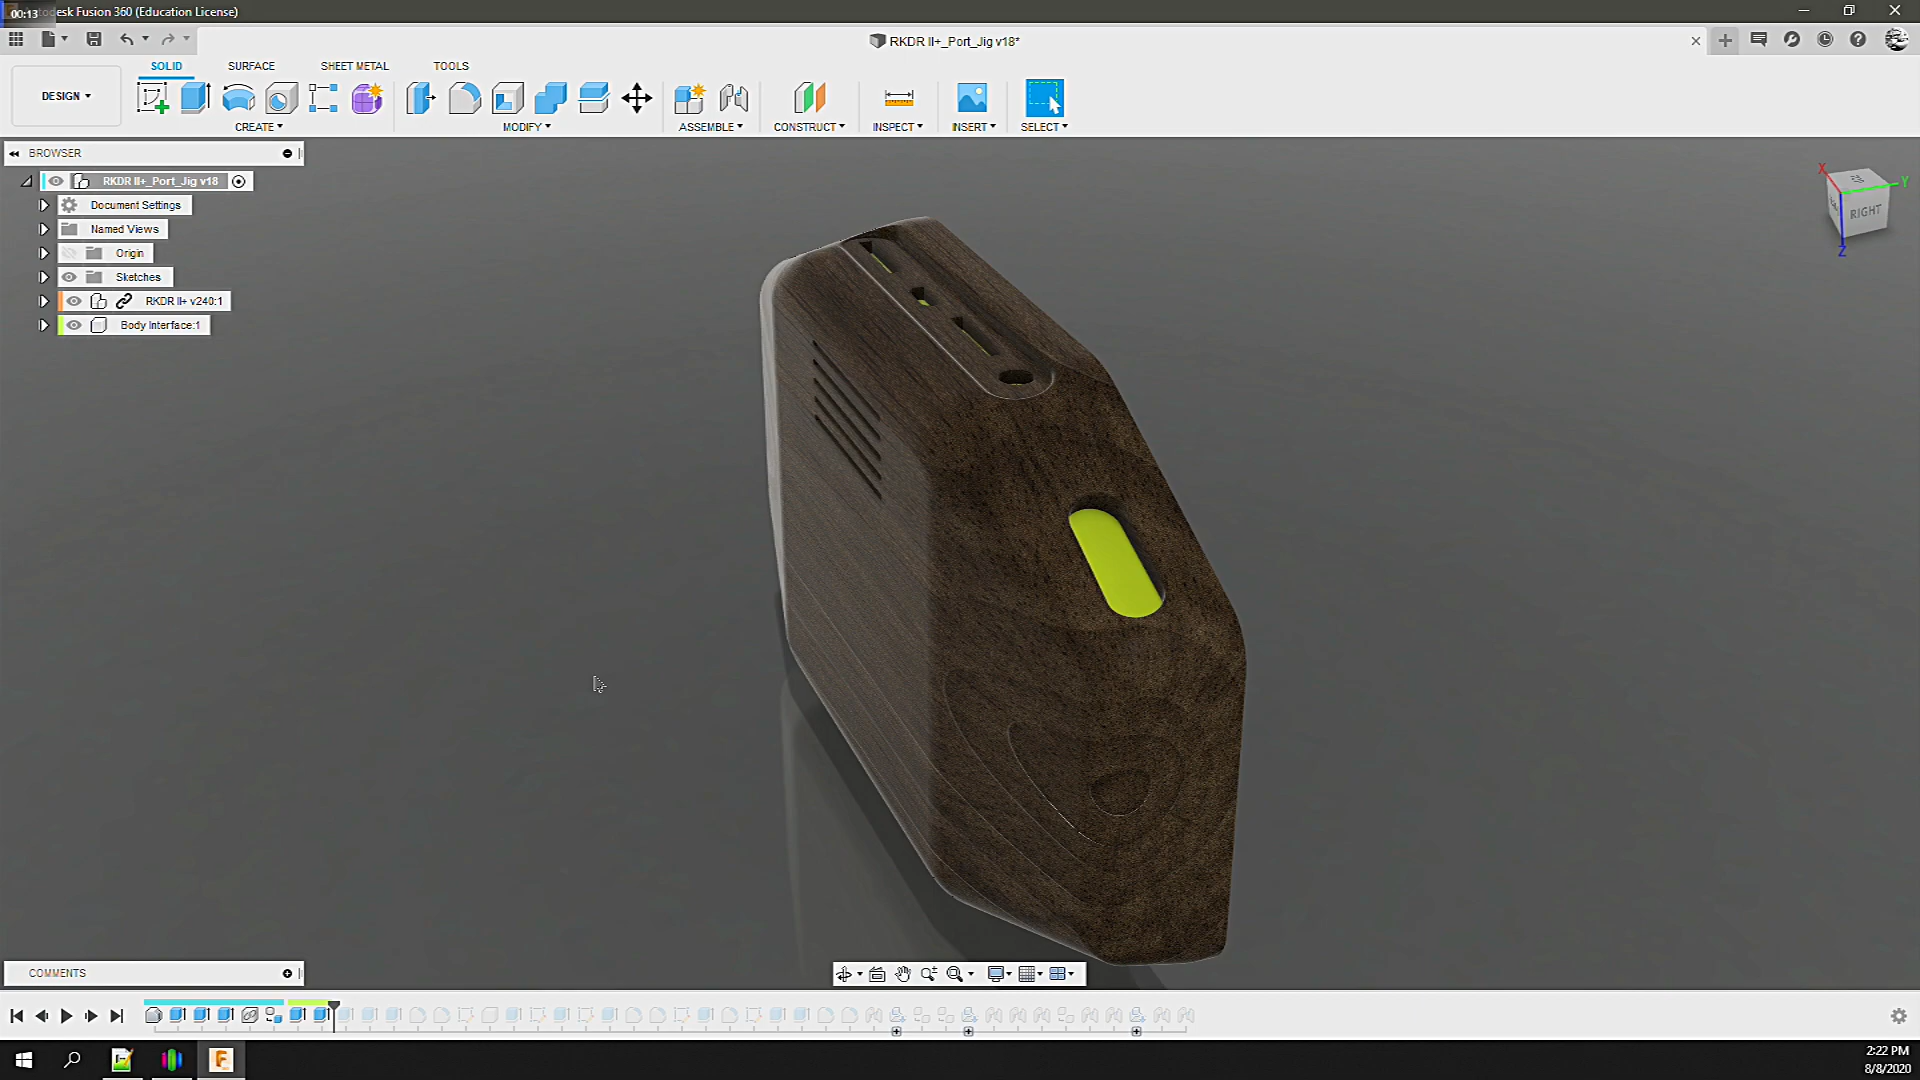 00:13
odesk Fusion 360 (Education License)
RKDR II+_Port_Jig v18*
DESIGN
SOLID
SURFACE
SHEET METAL
TOOLS
CREATE
MODIFY
ASSEMBLE
CONSTRUCT
INSPECT
INSERT
SELECT
BROWSER
RKDR II+_Port_Jig v18
Document Settings
Named Views
Origin
Sketches
RKDR II+ v240:1
Body Interface:1
X
Y
RIGHT
Z
COMMENTS
2:22 PM
8/8/2020